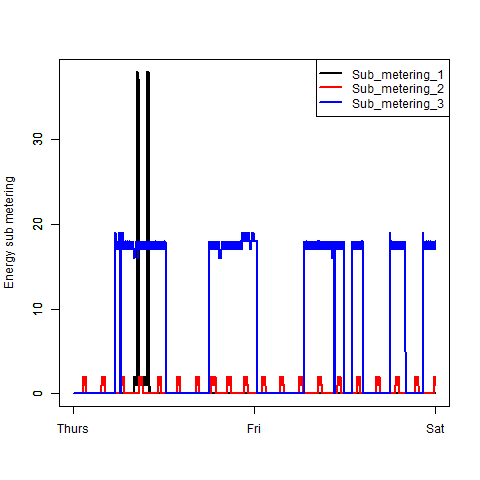 Sub_metering_1
Sub_metering_2
Sub_metering_3
Energy sub metering
30
20
10
0
Thurs Fri Sat